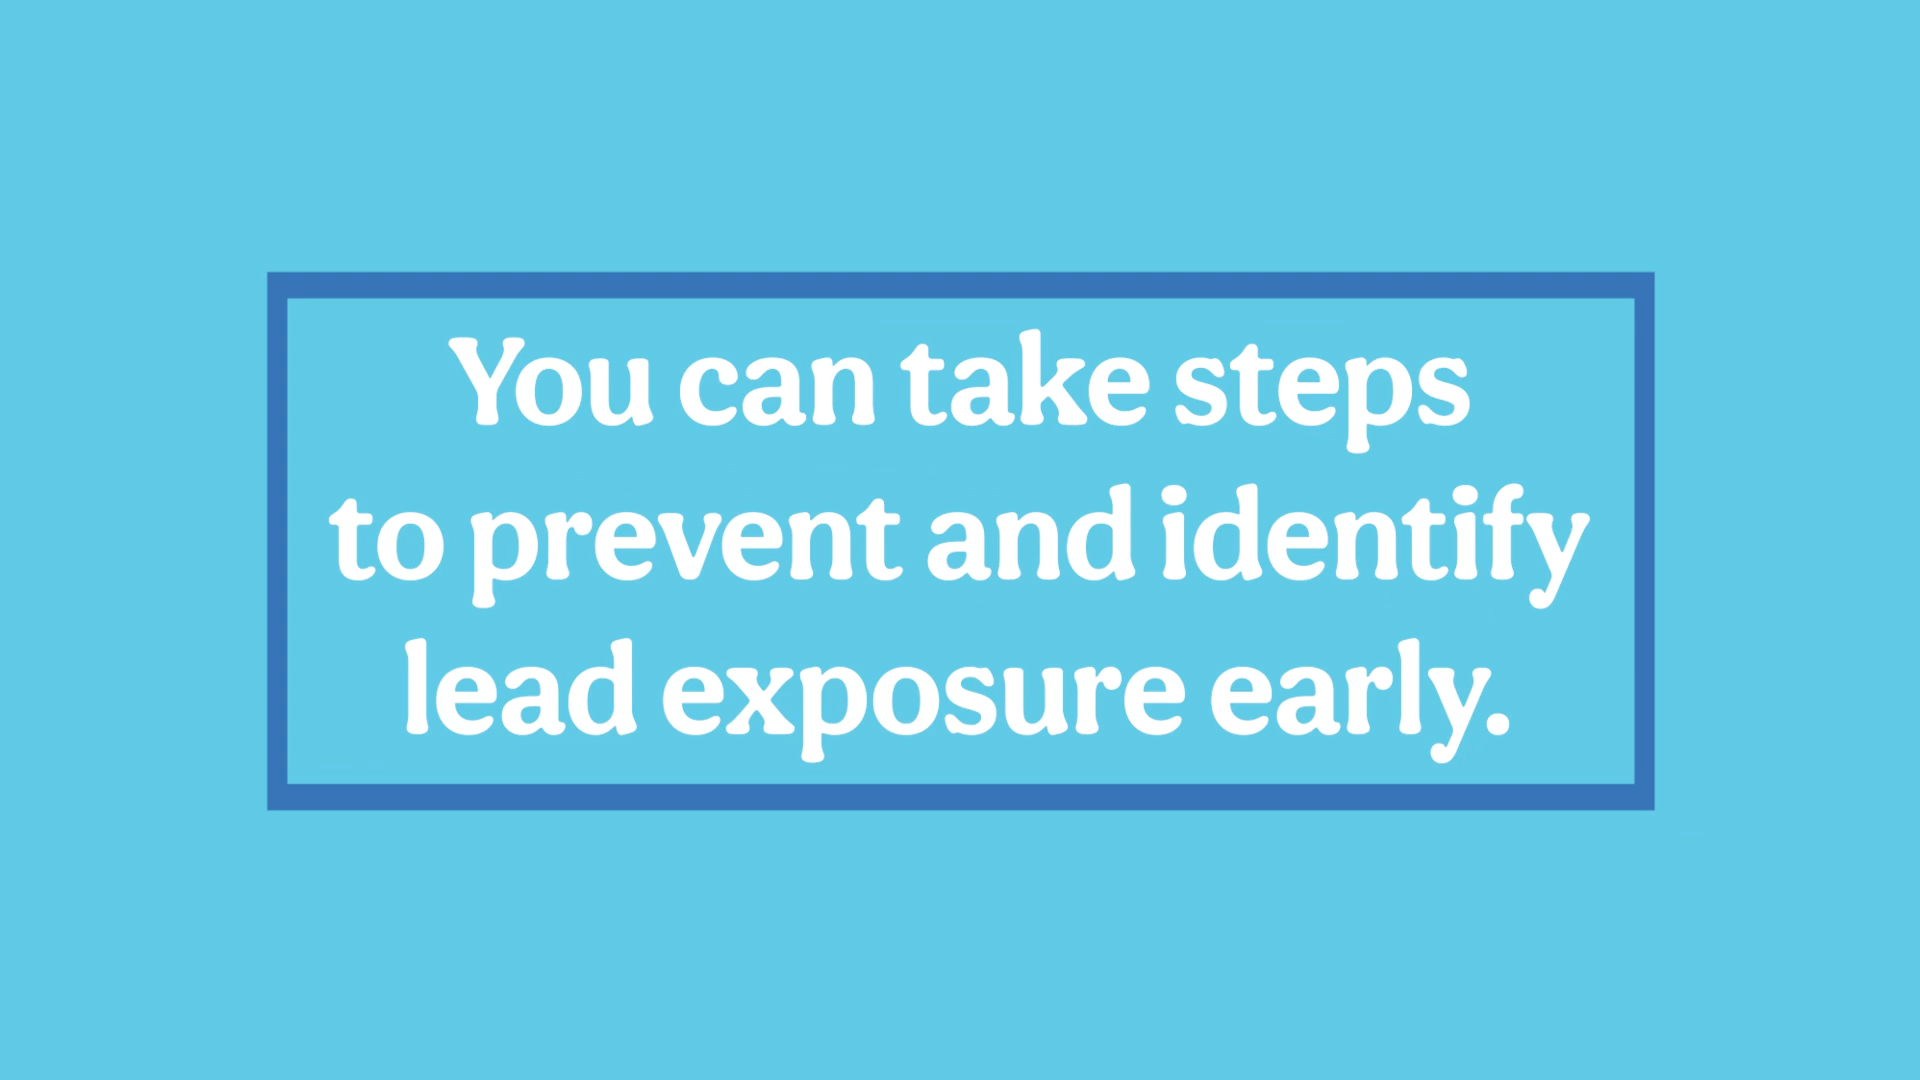 You can take steps
to prevent and identify
lead exposure early.